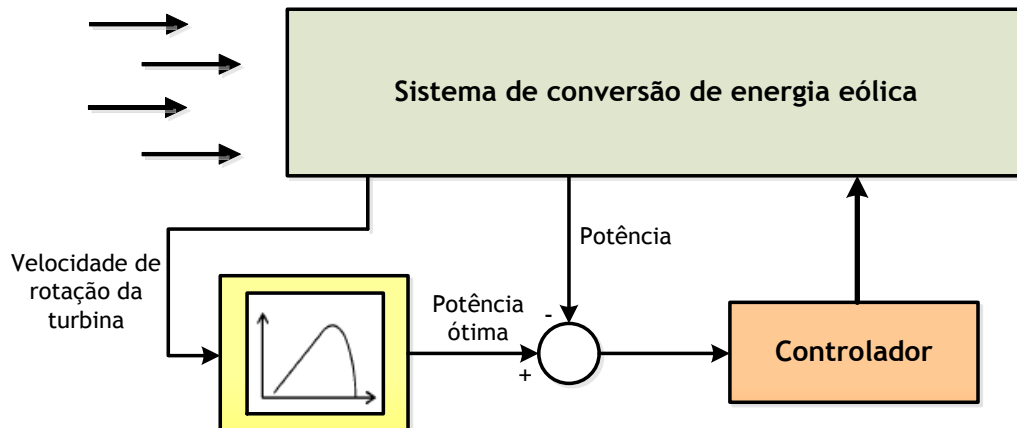 Sistema de conversão de energia eólica
Potência
Velocidade de
rotação da
turbina
Potência
ótima
-
+
Controlador